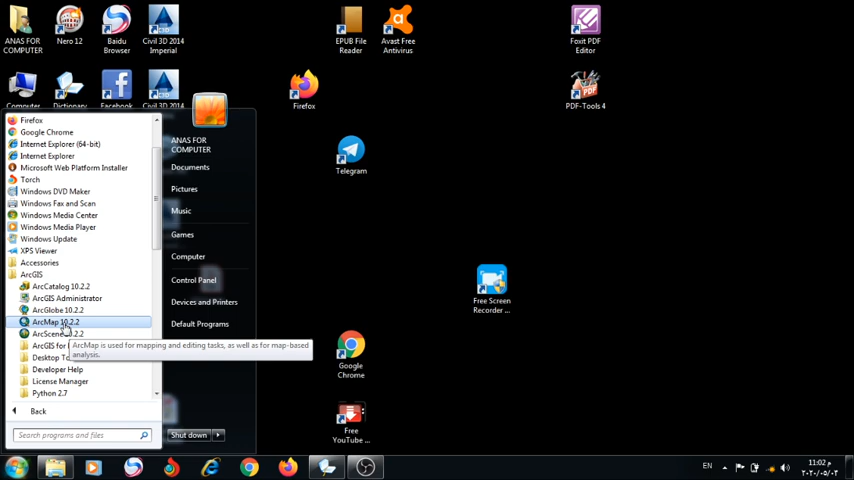 ANAS FOR
COMPUTER
Nero 12
Baidu
Browser
Civil 3D 2014
Imperial
EPUB File
Reader
Avast Free
Antivirus
Foxit PDF
Editor
Computer
Dictionary
Facebook
Civil 3D 2014
Firefox
PDF-Tools 4
Telegram
Free Screen
Recorder ...
Google
Chrome
Free
YouTube ...
Firefox
Google Chrome
Internet Explorer (64-bit)
Internet Explorer
Microsoft Web Platform Installer
Torch
Windows DVD Maker
Windows Fax and Scan
Windows Media Center
Windows Media Player
Windows Update
XPS Viewer
Accessories
ArcGIS
ArcCatalog 10.2.2
ArcGIS Administrator
ArcGlobe 10.2.2
ArcMap 10.2.2
ArcScene 10.2.2
ArcGIS for
Desktop To
Developer Help
License Manager
Python 2.7
Back
Search programs and files
ANAS FOR
COMPUTER
Documents
Pictures
Music
Games
Computer
Control Panel
Devices and Printers
Default Programs
Shut down
ArcMap is used for mapping and editing tasks, as well as for map-based
analysis.
EN
11:02 م
٢٠٢٠/٠٥/٠٢